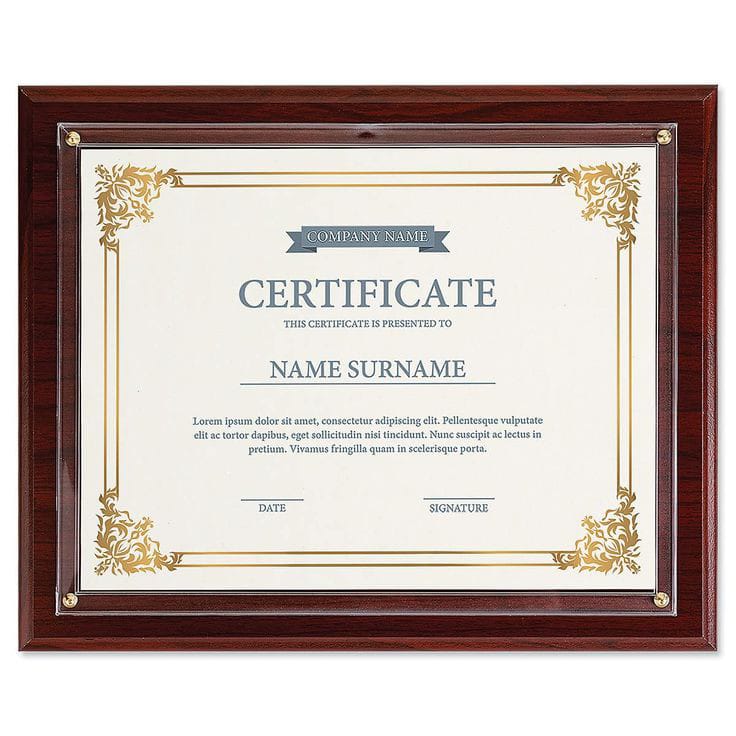 COMPANY NAME
CERTIFICATE
THIS CERTIFICATE IS PRESENTED TO
NAME SURNAME
Lorem ipsum dolor sit amet, consectetur adipiscing elit. Pellentesque vulputate
elit ac tortor dapibus, eget sollicitudin nisi tincidunt. Nunc suscipit ac lectus in
pretium. Vivamus fringilla quam in scelerisque porta.
DATE
SIGNATURE